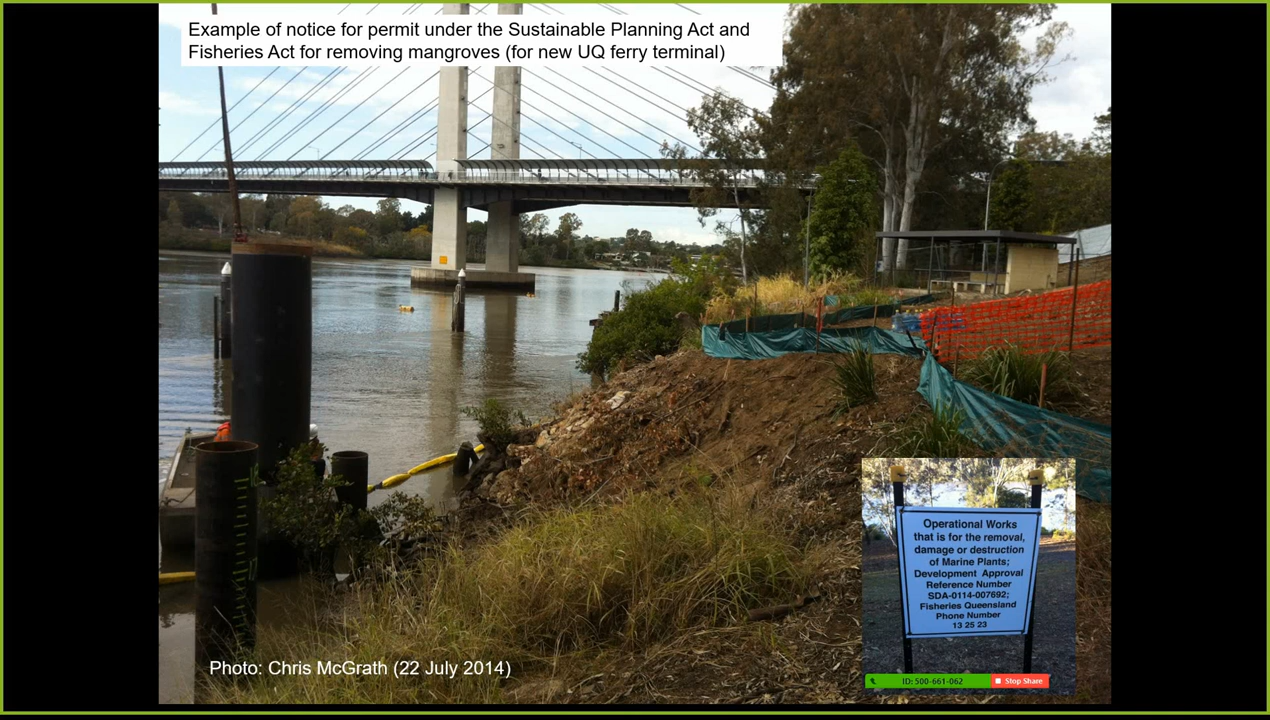 Example of notice for permit under the Sustainable Planning Act and
Fisheries Act for removing mangroves (for new UQ ferry terminal)
Operational Works
that is for the removal,
damage or destruction
of Marine Plants;
Development Approval
Reference Number
SDA-0114-007692;
Fisheries Queensland
Phone Number
13 25 23
Photo: Chris McGrath (22 July 2014)
ID: 500-661-062
Stop Share